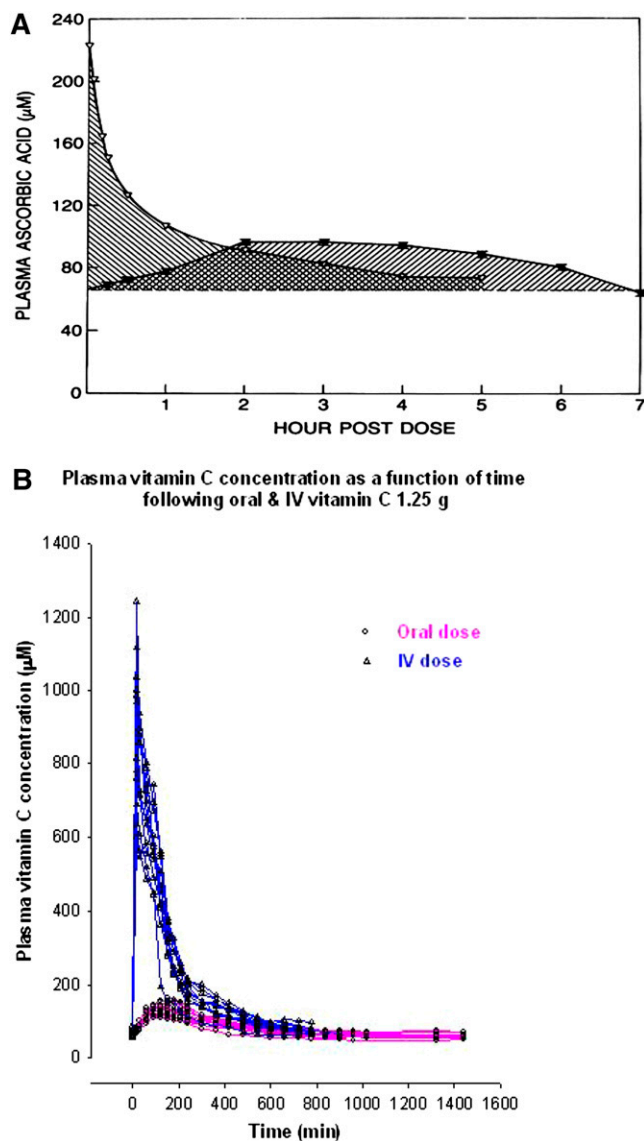 A
PLASMA ASCORBIC ACID (µM)
240
200
160
120
80
40
0
1 2 3 4 5 6 7
HOUR POST DOSE
B Plasma vitamin C concentration as a function of time
following oral & IV vitamin C 1.25 g
Plasma vitamin C concentration (µM)
1400
1200
1000
800
600
400
200
0
Oral dose
IV dose
0 200 400 600 800 1000 1200 1400 1600
Time (min)